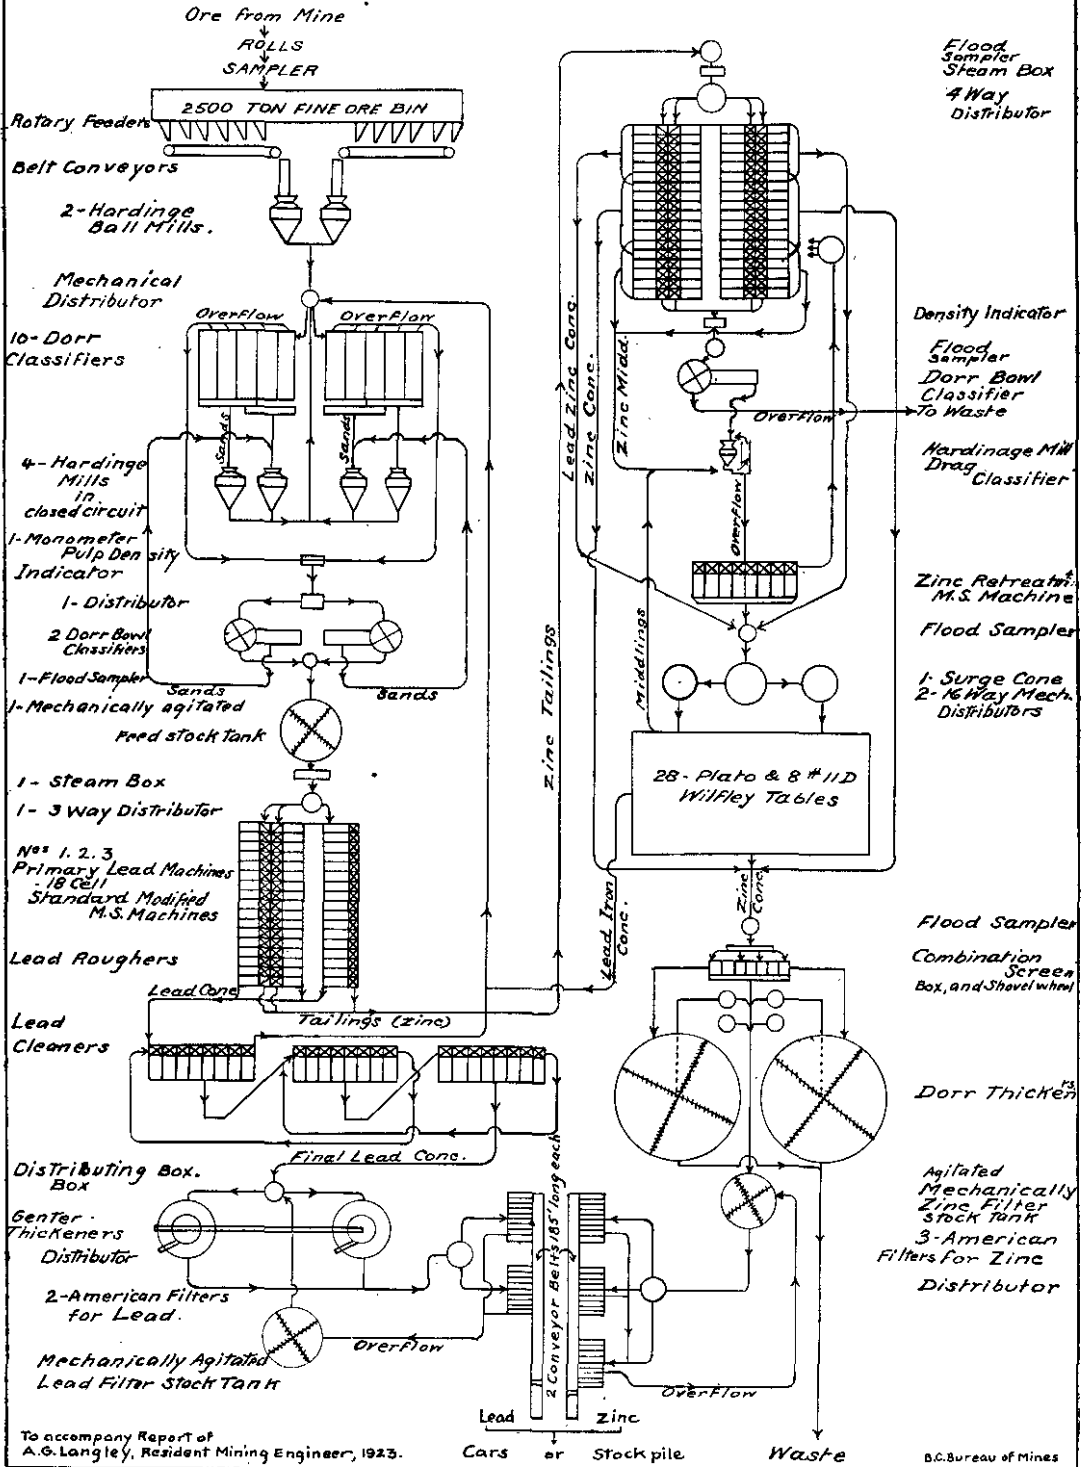 Ore from Mine
ROLLS
SAMPLER
2500 TON FINE ORE BIN
Rotary Feeders
Belt Conveyors
2-Hardinge
Ball Mills.
Mechanical
Distributor
Overflow
Overflow
10-Dorr
Classifiers
Sands
Sands
4-Hardinge
Mills
in
closed circuit
1-Monometer
Pulp Density
Indicator
1-Distributor
2 Dorr Bowl
Classifiers
1-Flood Sampler
Sands
Sands
1-Mechanically agitated
Feed stock tank
1- Steam Box
1- 3 Way Distributor
Nos 1. 2. 3
Primary Lead Machines
- 18 Cell
Standard Modified
M.S. Machines
Lead Roughers
Lead Conc
Tailings (zinc)
Lead
Cleaners
Final Lead Conc.
Distributing Box.
Box
Genter
Thickeners
Distributor
2-American Filters
for Lead.
Overflow
Mechanically Agitated
Lead Filter Stock Tank
Zinc Tailings
Flood
Sampler
Steam Box
4 Way
Distributor
Lead Zinc Conc.
Zinc Conc.
Zinc Midd.
Density Indicator
Flood
Sampler
Dorr Bowl
Classifier
To Waste
Overflow
Hardinage Mill
Drag
Classifier
Overflow
Zinc Retreatmt
M.S. Machine
Flood Sampler
Middlings
1- Surge Cone
2- 16 Way Mech.
Distributors
28- Plato & 8 #11D
Wilfley Tables
Lead Iron
Conc.
Zinc
Conc.
Flood Sampler
Combination
Screen
Box, and Shovelwheel
Dorr Thickenrs.
Agitated
Mechanically
Zinc Filter
Stock Tank
3-American
Filters for Zinc
Distributor
2 Conveyor Belts 185' long each
Overflow
Lead Zinc
Cars or Stockpile
Waste
To accompany Report of
A.G. Langley, Resident Mining Engineer, 1923.
B.C. Bureau of Mines